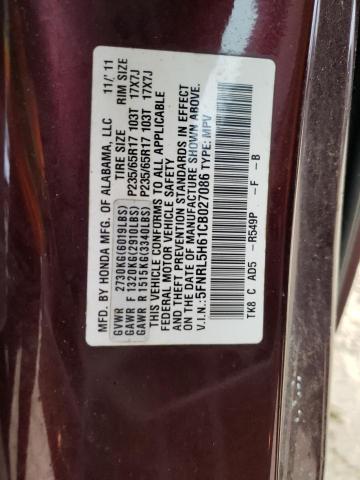 MFD. BY HONDA MFG. OF ALABAMA, LLC 11/'11
TIRE SIZE RIM SIZE
GVWR 2730KG(6019LBS)
GAWR F 1320KG(2910LBS) P235/65R17 103T 17X7J
GAWR R 1515KG(3340LBS) P235/65R17 103T 17X7J
THIS VEHICLE CONFORMS TO ALL APPLICABLE
FEDERAL MOTOR VEHICLE SAFETY AND
THEFT PREVENTION STANDARDS IN EFFECT
ON THE DATE OF MANUFACTURE SHOWN ABOVE.
V.I.N.:5FNRL5H61CB027086 TYPE:MPV
TK8 C AD5 -R549P -F -B